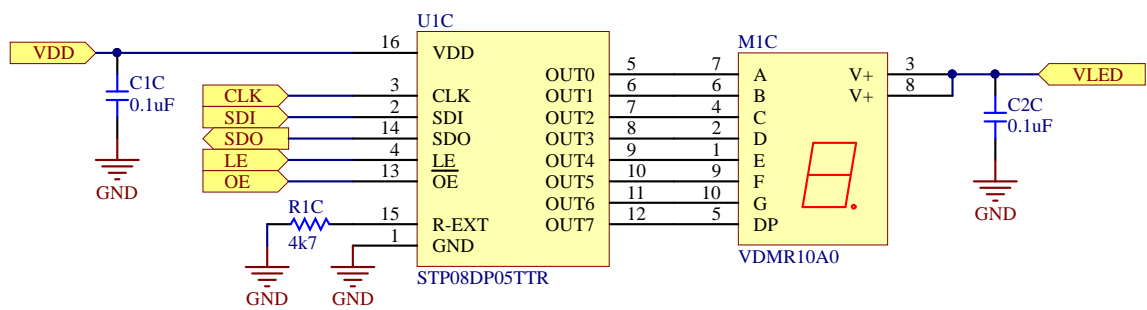 U1C
M1C
VDD 16 VDD
C1C
0.1uF
GND
CLK 3 CLK
SDI 2 SDI
SDO 14 SDO
LE 4 LE
OE 13 OE
R1C
4k7
15 R-EXT
1 GND
GND
GND
OUT0 5 7 A
OUT1 6 6 B
OUT2 7 4 C
OUT3 8 2 D
OUT4 9 1 E
OUT5 10 9 F
OUT6 11 10 G
OUT7 12 5 DP
STP08DP05TTR
VDMR10A0
V+ 3
V+ 8
VLED
C2C
0.1uF
GND